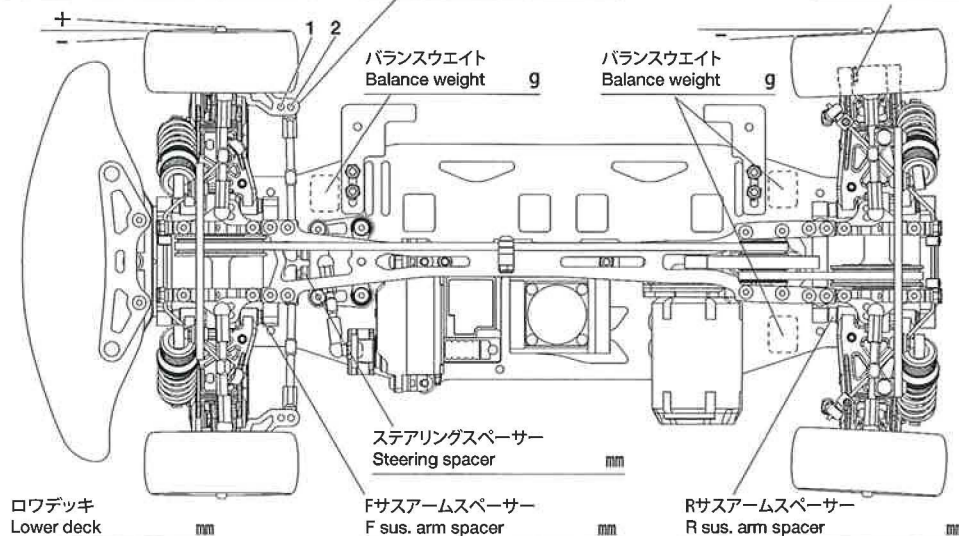 +
-
1 2
バランスウエイト
Balance weight g
バランスウエイト
Balance weight g
-
ステアリングスペーサー
Steering spacer mm
ロワデッキ
Lower deck mm
Fサスアームスペーサー
F sus. arm spacer mm
Rサスアームスペーサー
R sus. arm spacer mm